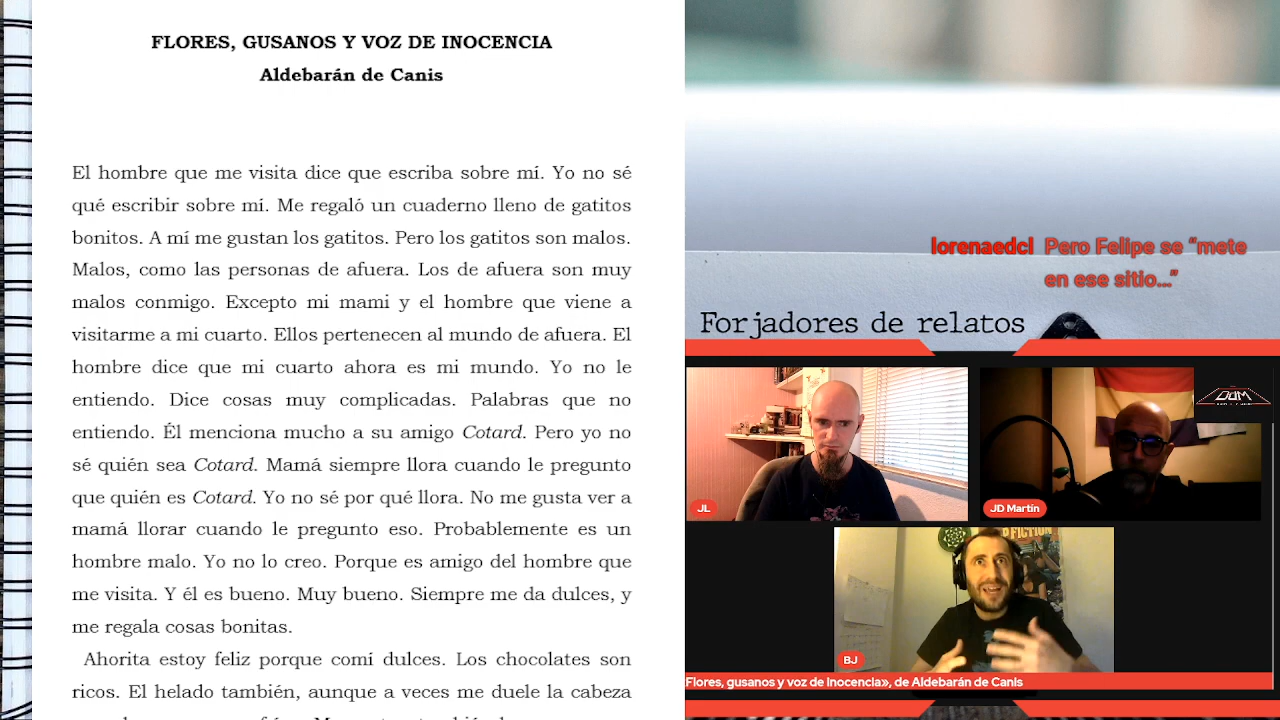 FLORES, GUSANOS Y VOZ DE INOCENCIA
Aldebarán de Canis
El hombre que me visita dice que escriba sobre mí. Yo no sé
qué escribir sobre mí. Me regaló un cuaderno lleno de gatitos
bonitos. A mí me gustan los gatitos. Pero los gatitos son malos.
Malos, como las personas de afuera. Los de afuera son muy
malos conmigo. Excepto mi mami y el hombre que viene a
visitarme a mi cuarto. Ellos pertenecen al mundo de afuera. El
hombre dice que mi cuarto ahora es mi mundo. Yo no le
entiendo. Dice cosas muy complicadas. Palabras que no
entiendo. Él menciona mucho a su amigo Cotard. Pero yo no
sé quién sea Cotard. Mamá siempre llora cuando le pregunto
que quién es Cotard. Yo no sé por qué llora. No me gusta ver a
mamá llorar cuando le pregunto eso. Probablemente es un
hombre malo. Yo no lo creo. Porque es amigo del hombre que
me visita. Y él es bueno. Muy bueno. Siempre me da dulces, y
me regala cosas bonitas.
Ahorita estoy feliz porque comí dulces. Los chocolates son
ricos. El helado también, aunque a veces me duele la cabeza
lorenaedcl Pero Felipe se “mete
en ese sitio...”
Forjadores de relatos
JL
JD Martín
BJ
Flores, gusanos y voz de inocencia», de Aldebarán de Canis